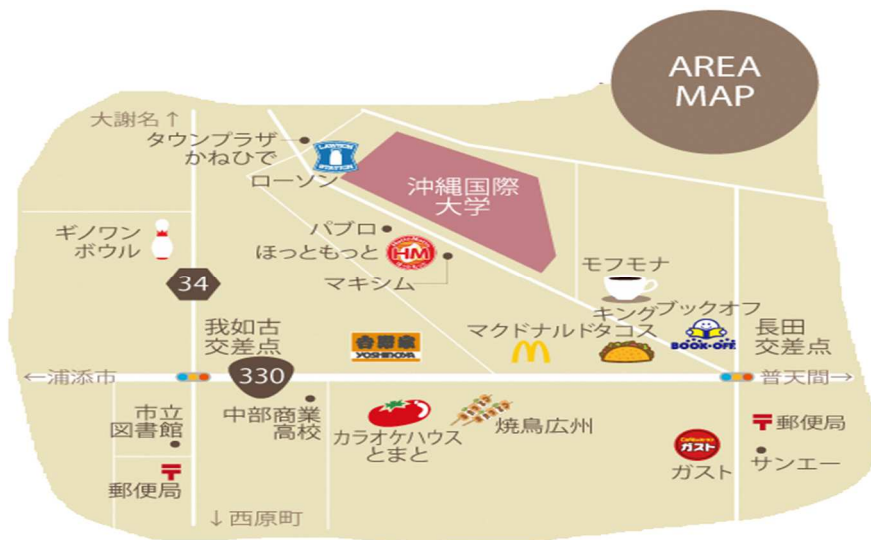 AREA
MAP
大謝名↑
タウンプラザ
かねひで
LAWSON
STATION
ローソン
沖縄国際
大学
ギノワン
ボウル
パブロ
ほっともっと
HM
マキシム
モフモナ
34
キング
タコス
ブックオフ
BOOK-OFF
マクドナルド
長田
交差点
我如古
交差点
吉野家
YOSHINOYA
←浦添市
330
普天間→
市立
図書館
中部商業
高校
カラオケハウス
とまと
焼鳥広州
郵便局
ガスト
ガスト
サンエー
郵便局
↓西原町